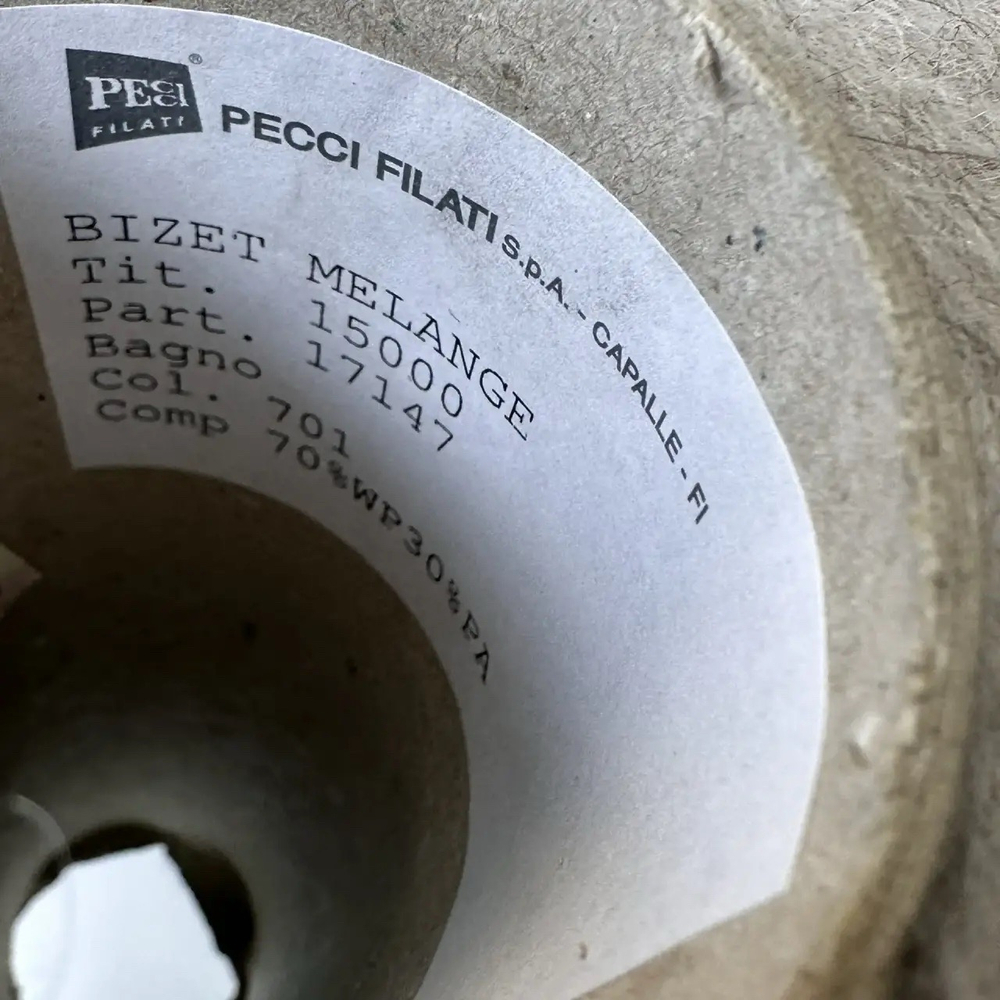 PECCI
FILATI
®
PECCI FILATI S.p.A. - CAPALLE - FI
BIZET MELANGE
Tit. 15000
Part. 17147
Bagno
Col. 701
Comp 70%WP30%PA